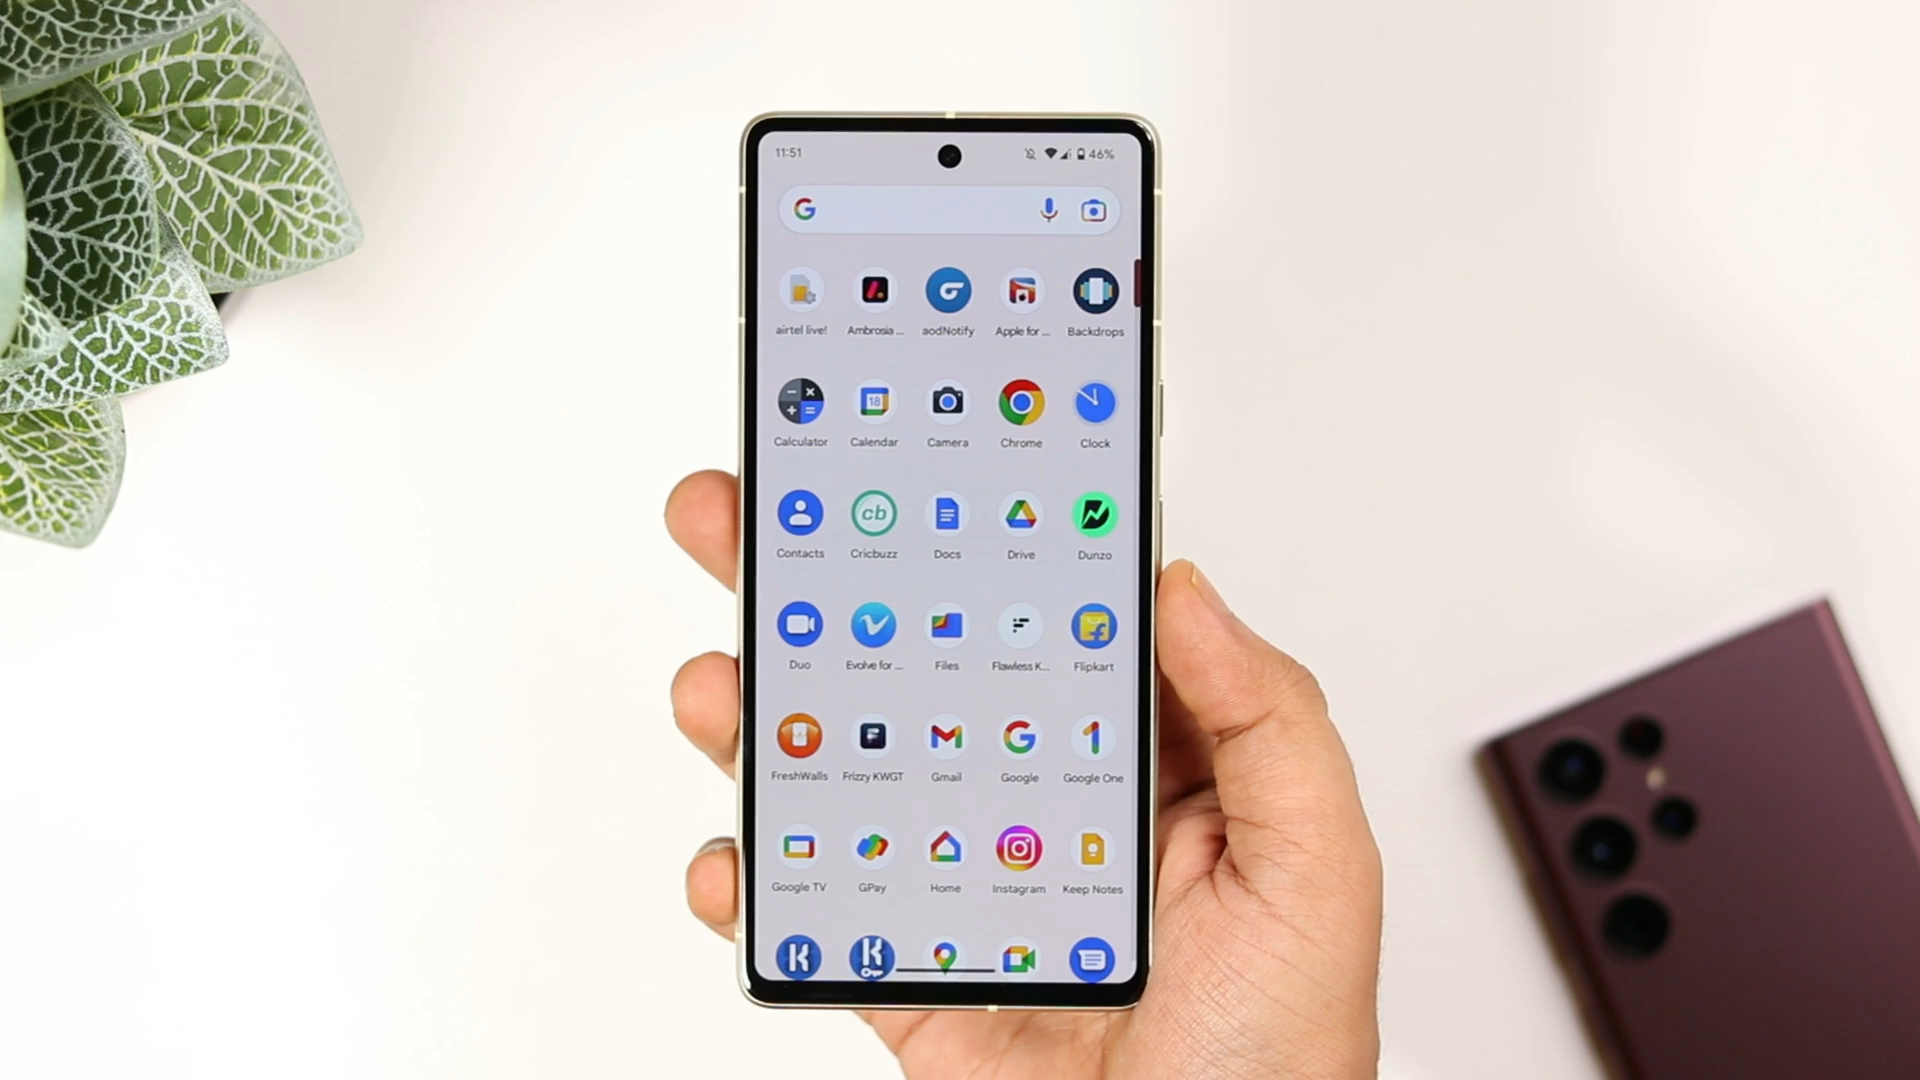 11:51 46%
airtel live! Ambrosia ... aodNotify Apple for ... Backdrops
18
Calculator Calendar Camera Chrome Clock
cb
Contacts Cricbuzz Docs Drive Dunzo
Duo Evolve for ... Files Flawless K... Flipkart
FreshWalls Frizzy KWGT Gmail Google Google One
Google TV GPay Home Instagram Keep Notes